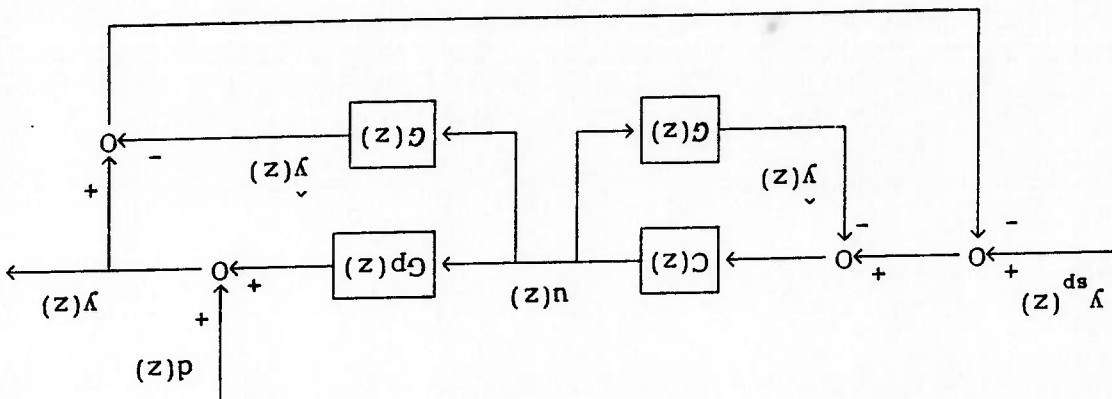 d(z)
y_sp(z)
u(z)
+
y(z)
+
+
+
C(z)
Gp(z)
-
-
ŷ(z)
ŷ(z)
+
-
G(z)
G(z)